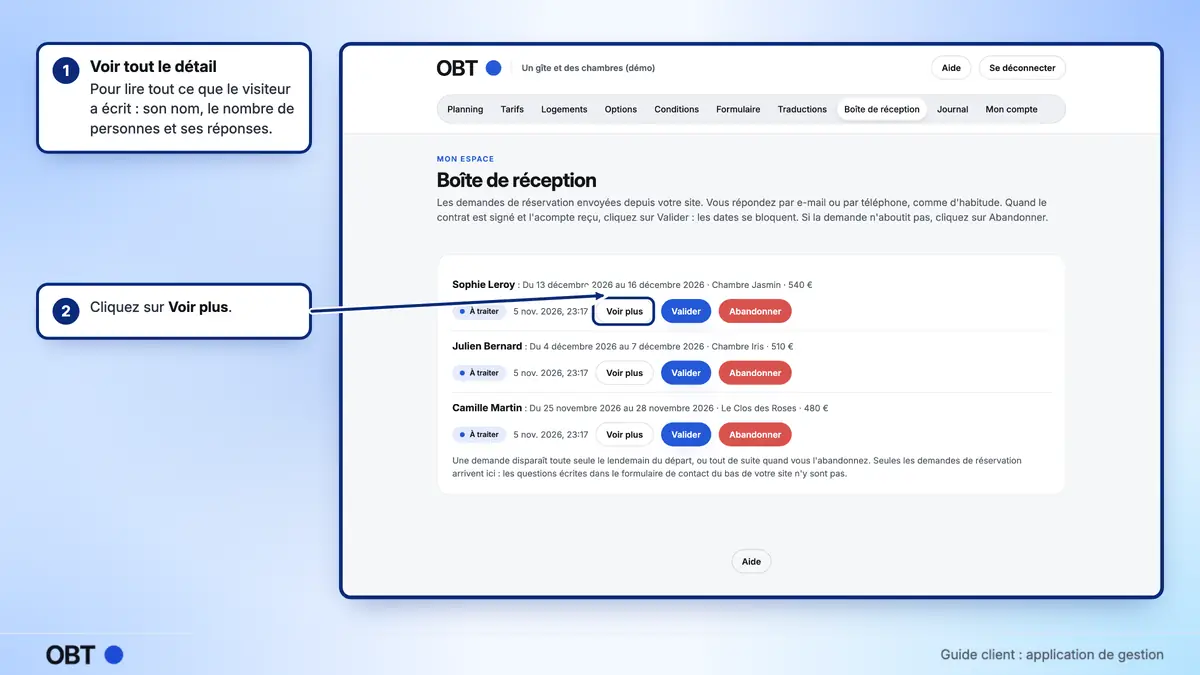 1
Voir tout le détail
Pour lire tout ce que le visiteur
a écrit : son nom, le nombre de
personnes et ses réponses.
2
Cliquez sur Voir plus.
OBT
Un gîte et des chambres (démo)
Aide
Se déconnecter
Planning
Tarifs
Logements
Options
Conditions
Formulaire
Traductions
Boîte de réception
Journal
Mon compte
MON ESPACE
Boîte de réception
Les demandes de réservation envoyées depuis votre site. Vous répondez par e-mail ou par téléphone, comme d'habitude. Quand le
contrat est signé et l'acompte reçu, cliquez sur Valider : les dates se bloquent. Si la demande n'aboutit pas, cliquez sur Abandonner.
Sophie Leroy : Du 13 décembre 2026 au 16 décembre 2026 · Chambre Jasmin · 540 €
À traiter 5 nov. 2026, 23:17 Voir plus Valider Abandonner
Julien Bernard : Du 4 décembre 2026 au 7 décembre 2026 · Chambre Iris · 510 €
À traiter 5 nov. 2026, 23:17 Voir plus Valider Abandonner
Camille Martin : Du 25 novembre 2026 au 28 novembre 2026 · Le Clos des Roses · 480 €
À traiter 5 nov. 2026, 23:17 Voir plus Valider Abandonner
Une demande disparaît toute seule le lendemain du départ, ou tout de suite quand vous l'abandonnez. Seules les demandes de réservation
arrivent ici : les questions écrites dans le formulaire de contact du bas de votre site n'y sont pas.
Aide
OBT
Guide client : application de gestion